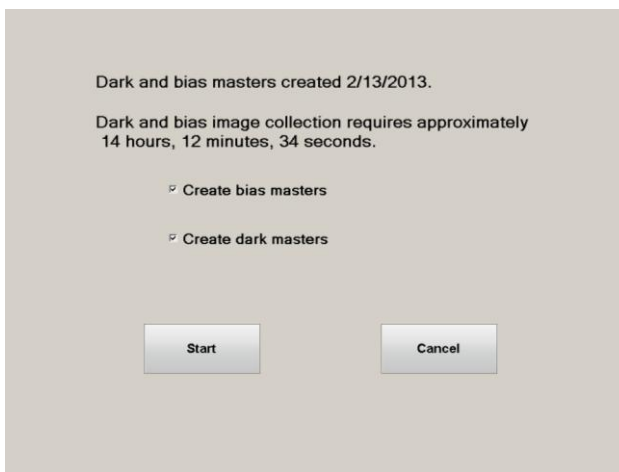 Dark and bias masters created 2/13/2013.
Dark and bias image collection requires approximately
14 hours, 12 minutes, 34 seconds.
Create bias masters
Create dark masters
Start
Cancel